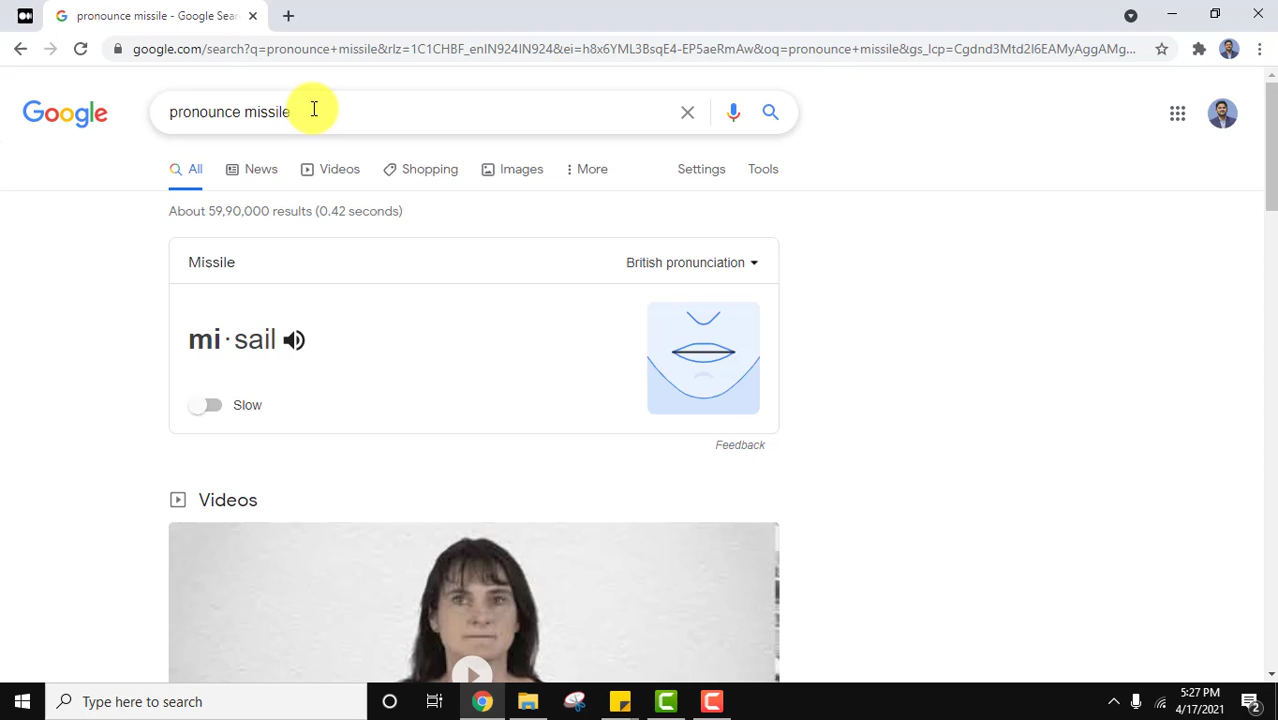 pronounce missile - Google Sear
google.com/search?q=pronounce+missile&rlz=1C1CHBF_enIN924IN924&ei=h8x6YML3BsqE4-EP5aeRmAw&oq=pronounce+missile&gs_lcp=Cgdnd3Mtd2l6EAMyAggAMg...
Google
pronounce missile
All
News
Videos
Shopping
Images
More
Settings
Tools
About 59,90,000 results (0.42 seconds)
Missile
British pronunciation
mi·sail
Slow
Feedback
Videos
Type here to search
5:27 PM
4/17/2021
2